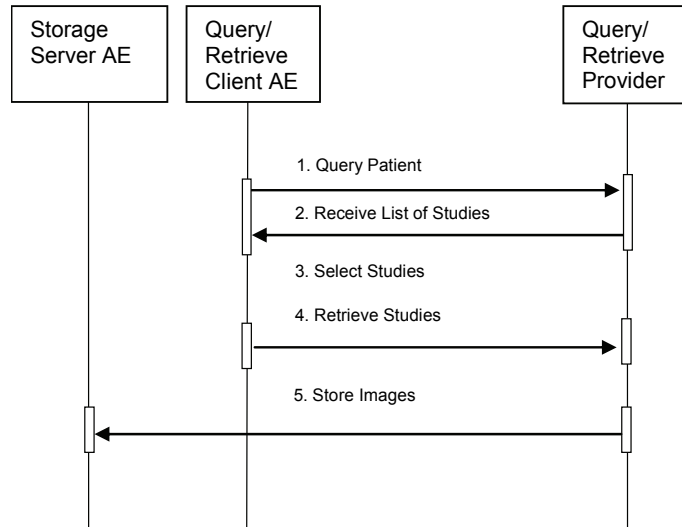 Storage
Server AE
Query/
Retrieve
Client AE
Query/
Retrieve
Provider
1. Query Patient
2. Receive List of Studies
3. Select Studies
4. Retrieve Studies
5. Store Images